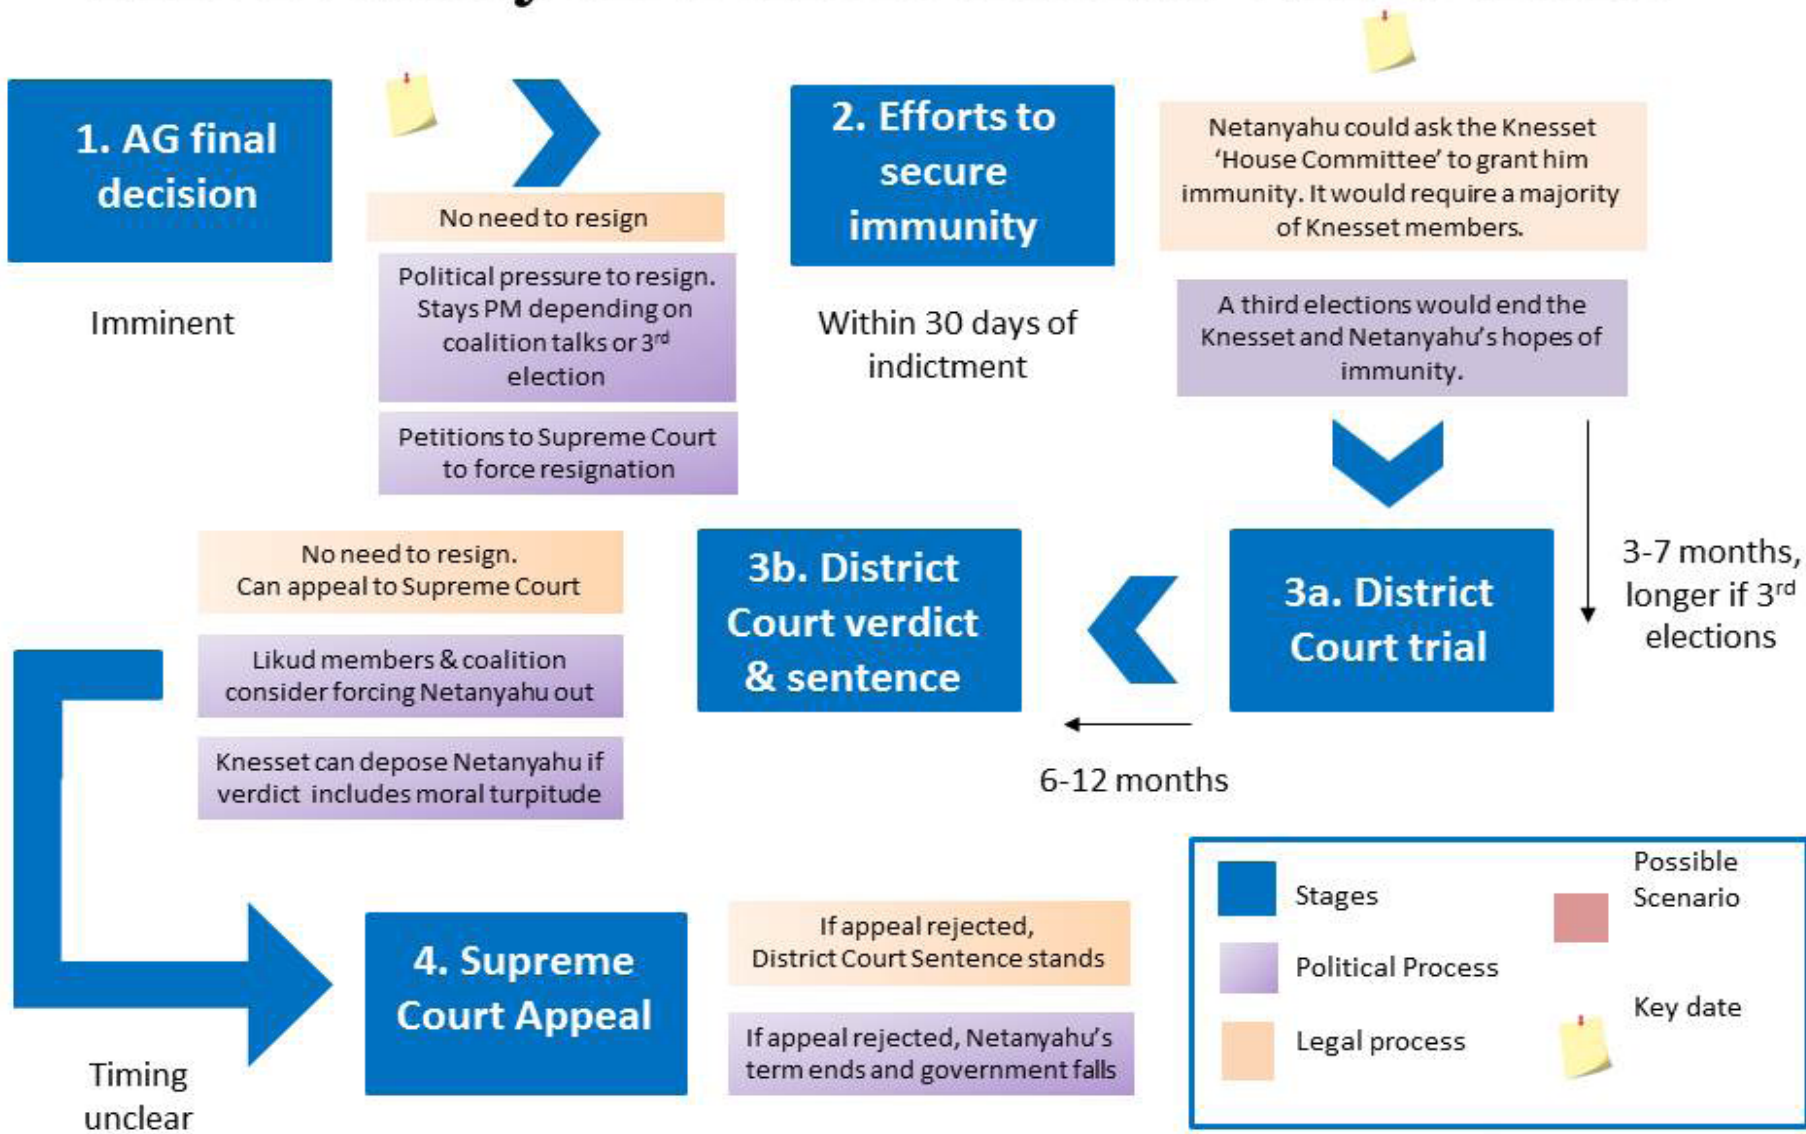 1. AG final
decision
Imminent
No need to resign
Political pressure to resign.
Stays PM depending on
coalition talks or 3rd
election
Petitions to Supreme Court
to force resignation
2. Efforts to
secure
immunity
Within 30 days of
indictment
Netanyahu could ask the Knesset
‘House Committee’ to grant him
immunity. It would require a majority
of Knesset members.
A third elections would end the
Knesset and Netanyahu’s hopes of
immunity.
3-7 months,
longer if 3rd
elections
3a. District
Court trial
6-12 months
3b. District
Court verdict
& sentence
No need to resign.
Can appeal to Supreme Court
Likud members & coalition
consider forcing Netanyahu out
Knesset can depose Netanyahu if
verdict includes moral turpitude
Timing
unclear
4. Supreme
Court Appeal
If appeal rejected,
District Court Sentence stands
If appeal rejected, Netanyahu’s
term ends and government falls
Stages
Political Process
Legal process
Possible
Scenario
Key date